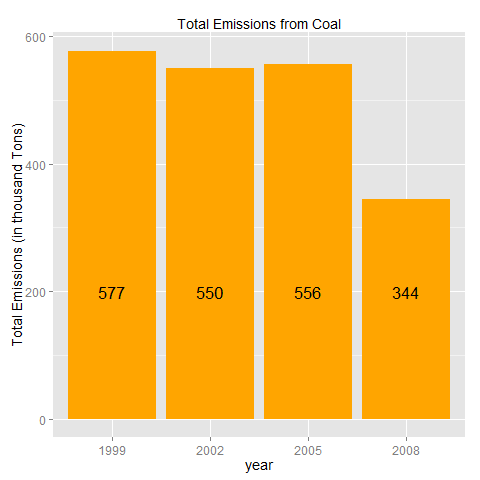 Total Emissions from Coal
Total Emissions (in thousand Tons)
600
400
200
0
577 550 556 344
1999 2002 2005 2008
year